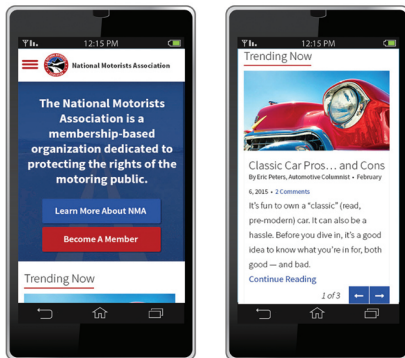 12:15 PM
National Motorists Association
The National Motorists
Association is a
membership-based
organization dedicated to
protecting the rights of the
motoring public.
Learn More About NMA
Become A Member
Trending Now
12:15 PM
Trending Now
Classic Car Pros… and Cons
By Eric Peters, Automotive Columnist • February
6, 2015 • 2 Comments
It's fun to own a "classic" (read,
pre-modern) car. It can also be a
hassle. Before you dive in, it's a good
idea to know what you're in for, both
good — and bad.
Continue Reading
1 of 3